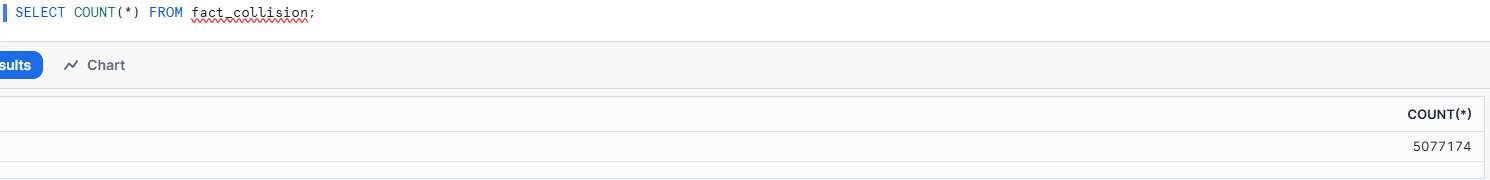 SELECT COUNT(*) FROM fact_collision;
sults
Chart
COUNT(*)
5077174